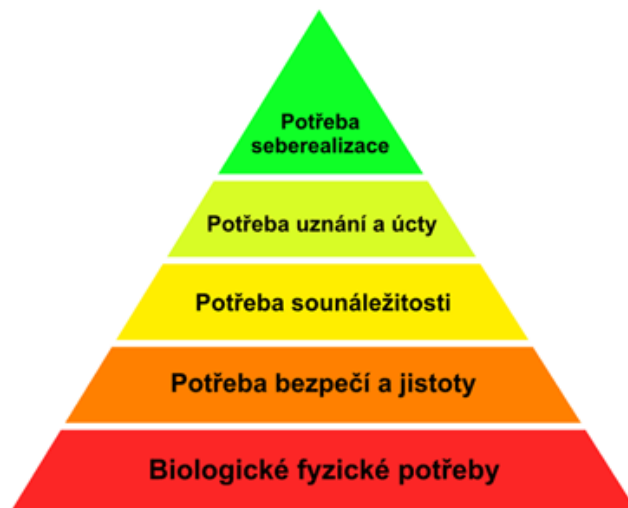 Potřeba
seberealizace
Potřeba uznání a úcty
Potřeba sounáležitosti
Potřeba bezpečí a jistoty
Biologické fyzické potřeby